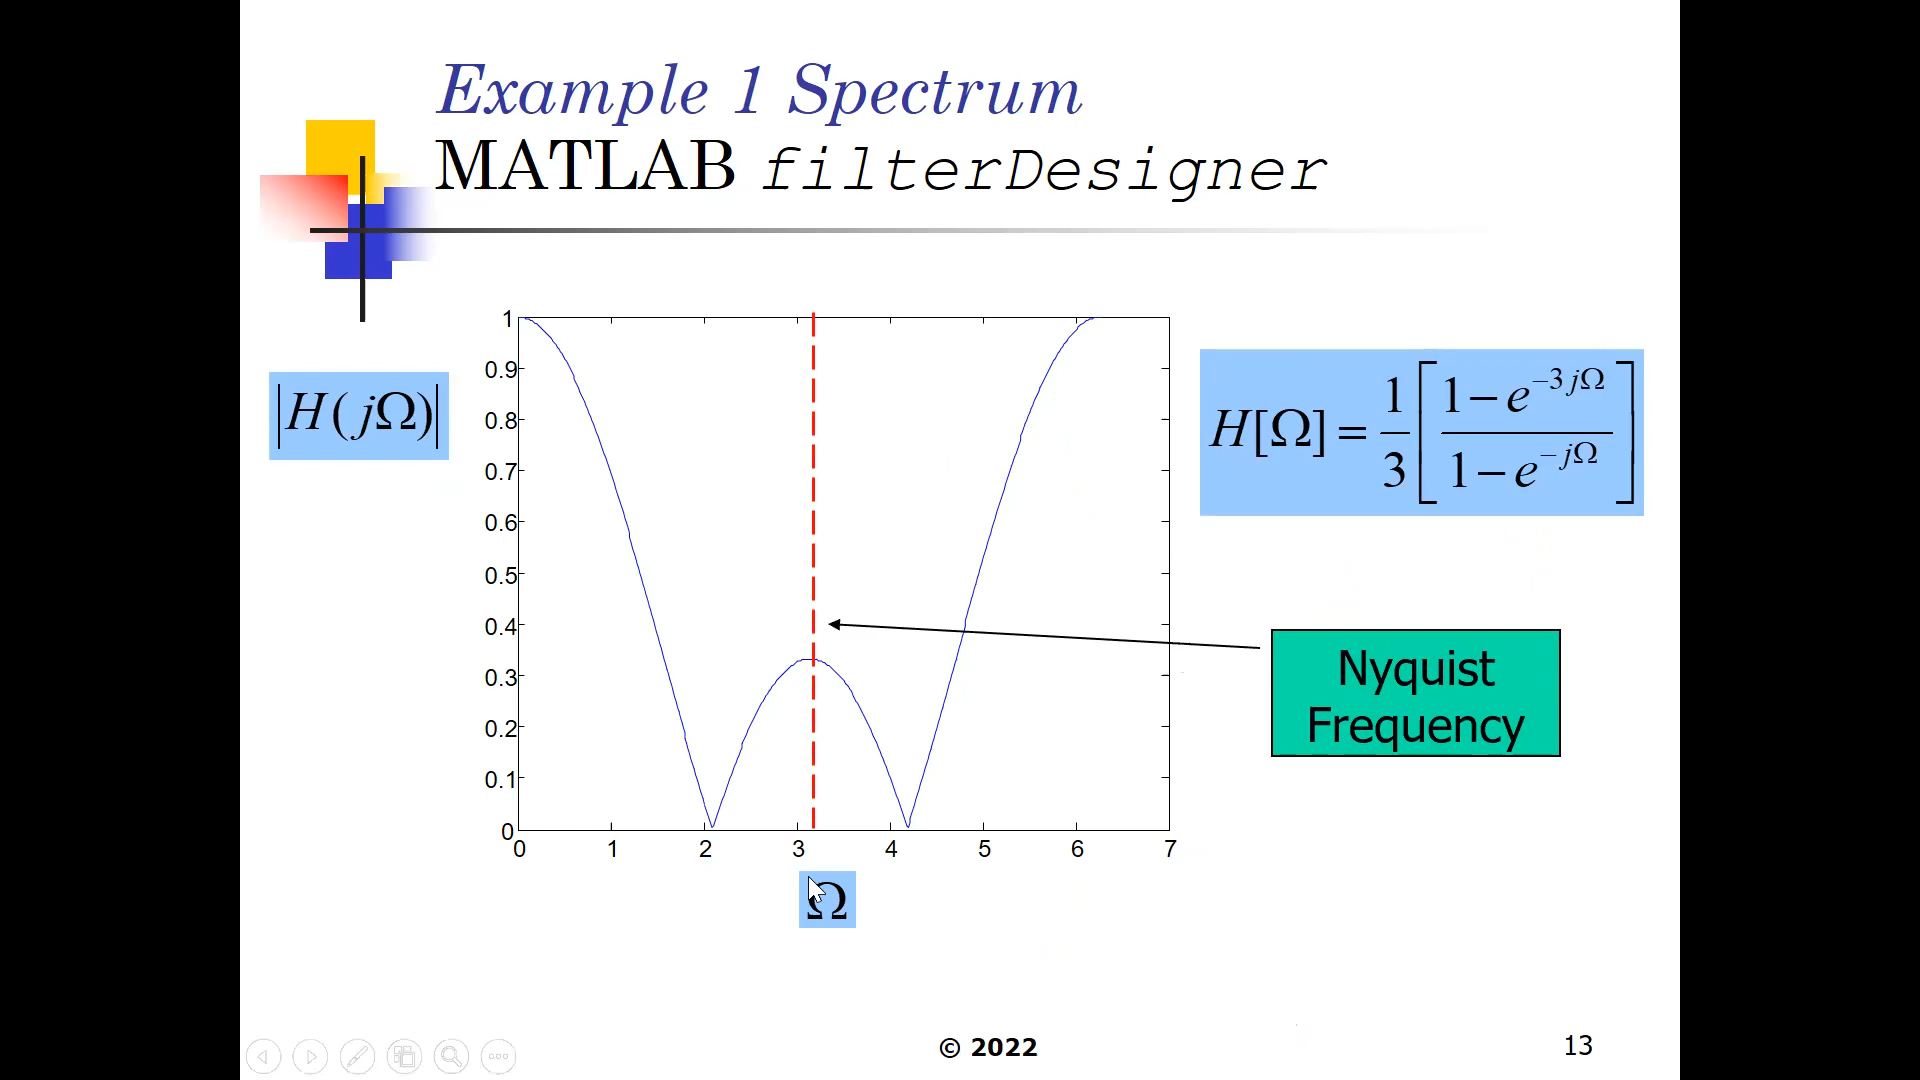 Example 1 Spectrum
MATLAB filterDesigner
|H(jΩ)|
1
0.9
0.8
0.7
0.6
0.5
0.4
0.3
0.2
0.1
0
0 1 2 3 4 5 6 7
Ω
H[Ω] = 1/3 [ (1 − e^{−3jΩ}) / (1 − e^{−jΩ}) ]
Nyquist
Frequency
© 2022
13